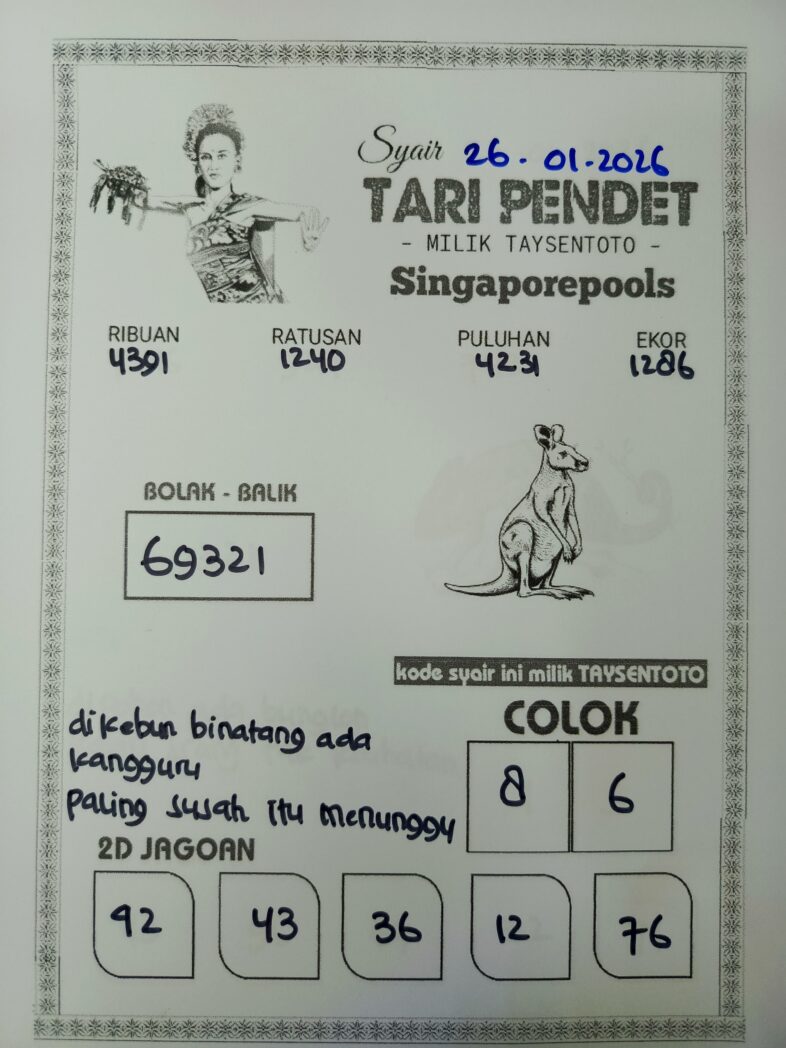 Syair 26.01.2026
TARI PENDET
- MILIK TAYSENTOTO -
Singaporepools
RIBUAN RATUSAN PULUHAN EKOR
4391 1240 4231 1286
BOLAK - BALIK
69321
kode syair ini milik TAYSENTOTO
COLOK
8 6
dikebun binatang ada
kangguru
paling susah itu menunggu
2D JAGOAN
92 43 36 12 76